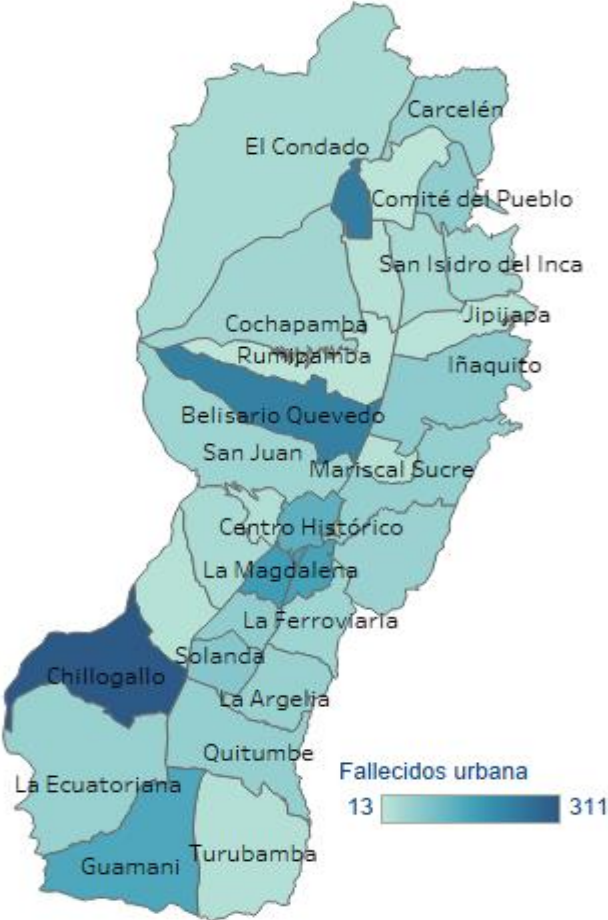 Carcelén
El Condado
Comité del Pueblo
San Isidro del Inca
Jipijapa
Cochapamba
Rumipamba
Iñaquito
Belisario Quevedo
San Juan
Mariscal Sucre
Centro Histórico
La Magdalena
La Ferroviaria
Solanda
Chillogallo
La Argelia
Quitumbe
La Ecuatoriana
Turubamba
Guamani
Fallecidos urbana
13 311